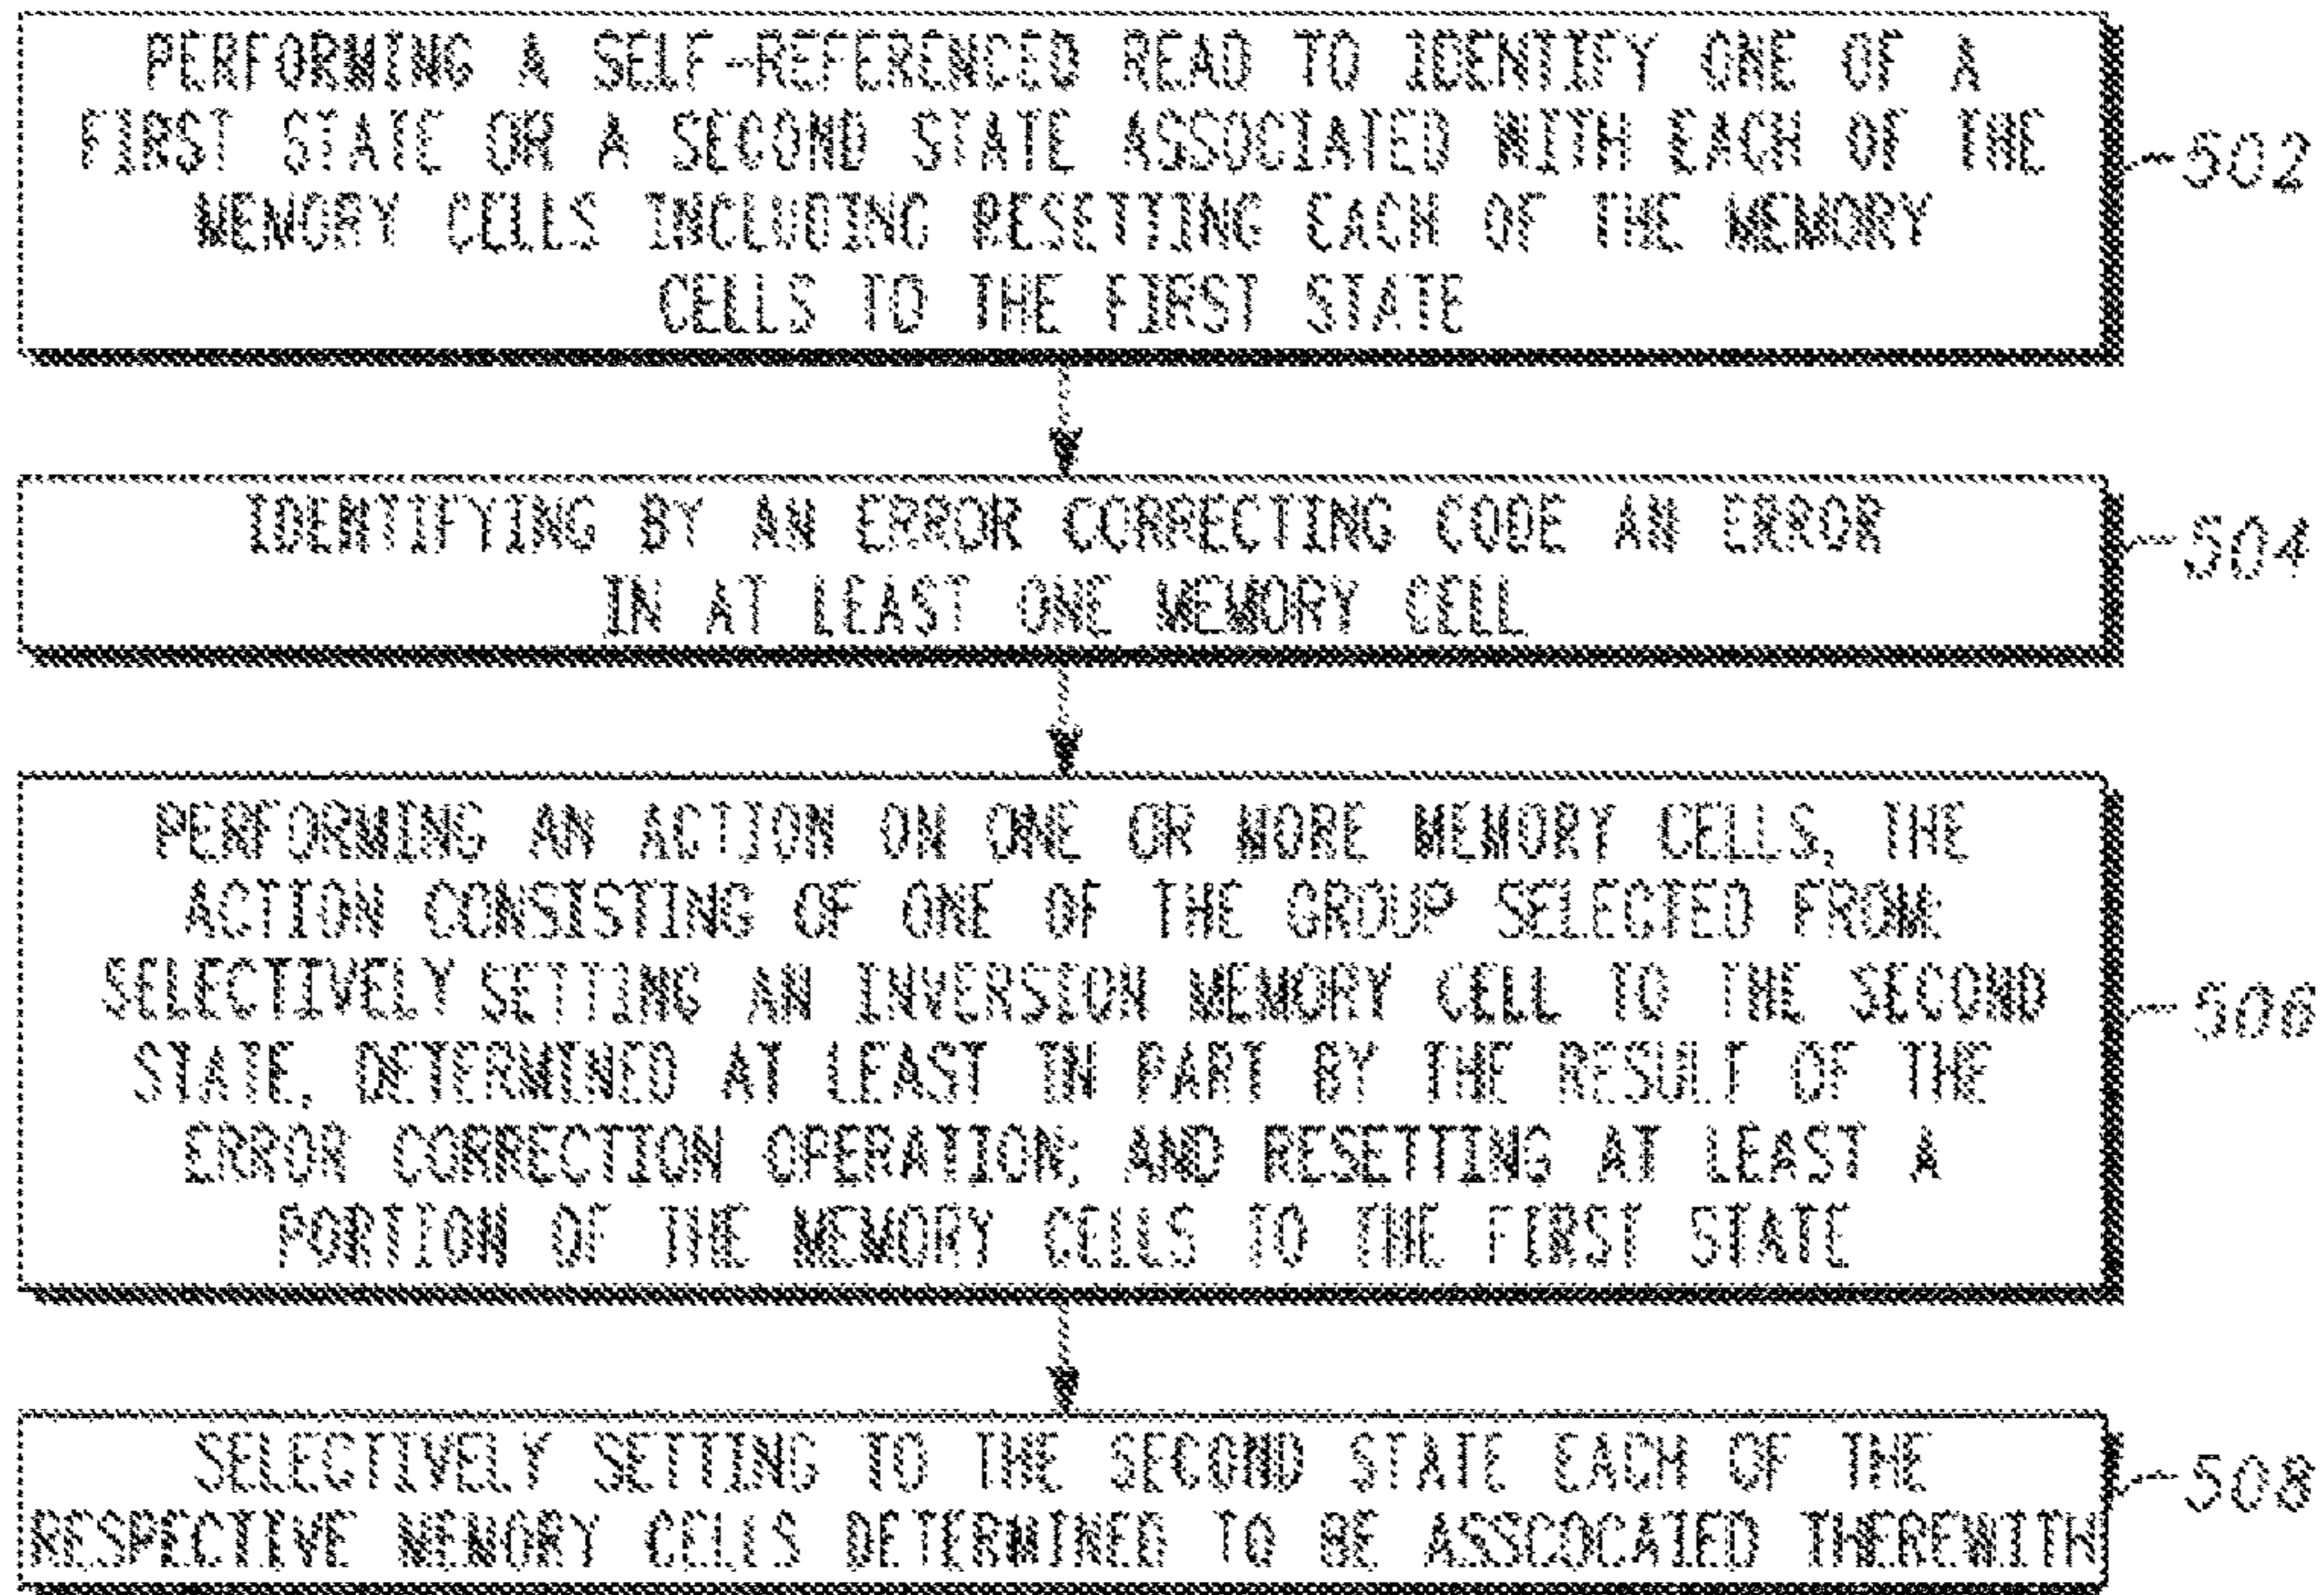 PERFORMING A SELF-REFERENCED READ TO IDENTIFY ONE OF A
FIRST STATE OR A SECOND STATE ASSOCIATED WITH EACH OF THE
MEMORY CELLS INCLUDING RESETTING EACH OF THE MEMORY
CELLS TO THE FIRST STATE
502
IDENTIFYING BY AN ERROR CORRECTING CODE AN ERROR
IN AT LEAST ONE MEMORY CELL
504
PERFORMING AN ACTION ON ONE OR MORE MEMORY CELLS, THE
ACTION CONSISTING OF ONE OF THE GROUP SELECTED FROM:
SELECTIVELY SETTING AN INVERSION MEMORY CELL TO THE SECOND
STATE, DETERMINED AT LEAST IN PART BY THE RESULT OF THE
ERROR CORRECTION OPERATION; AND RESETTING AT LEAST A
PORTION OF THE MEMORY CELLS TO THE FIRST STATE
506
SELECTIVELY SETTING TO THE SECOND STATE EACH OF THE
RESPECTIVE MEMORY CELLS DETERMINED TO BE ASSCOCAIED THEREWITH
508